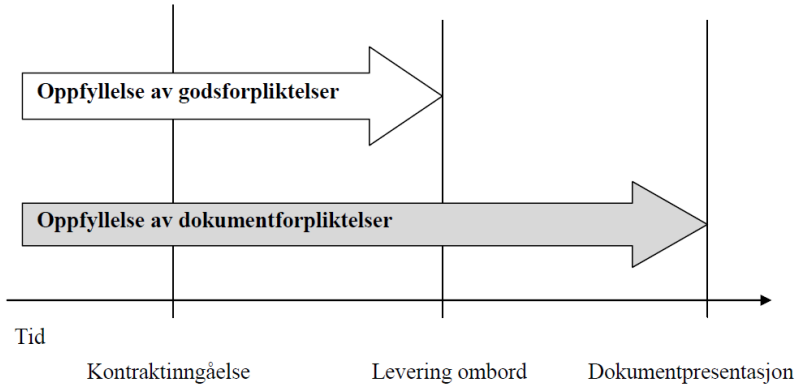 Oppfyllelse av godsforpliktelser
Oppfyllelse av dokumentforpliktelser
Tid
Kontraktinngåelse
Levering ombord
Dokumentpresentasjon